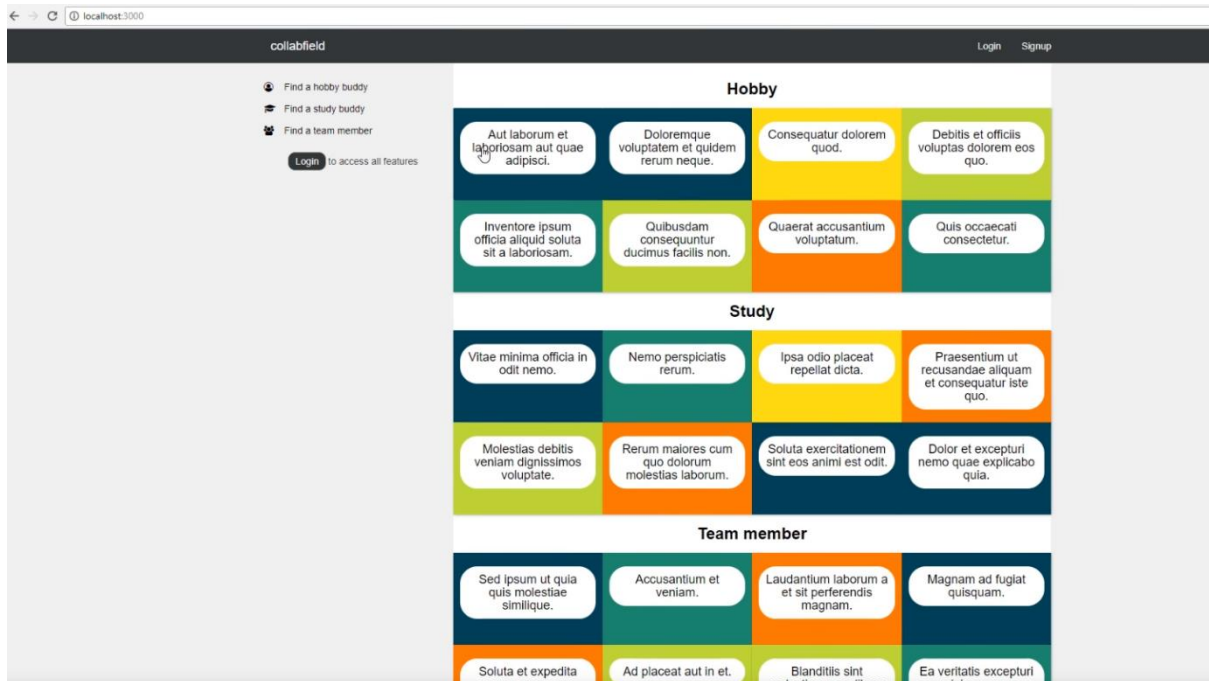 localhost:3000
collabfield
Login Signup
Find a hobby buddy
Find a study buddy
Find a team member
Login to access all features
Hobby
Aut laborum et
laboriosam aut quae
adipisci.
Doloremque
voluptatem et quidem
rerum neque.
Consequatur dolorem
quod.
Debitis et officiis
voluptas dolorem eos
quo.
Inventore ipsum
officia aliquid soluta
sit a laboriosam.
Quibusdam
consequuntur
ducimus facilis non.
Quaerat accusantium
voluptatum.
Quis occaecati
consectetur.
Study
Vitae minima officia in
odit nemo.
Nemo perspiciatis
rerum.
Ipsa odio placeat
repellat dicta.
Praesentium ut
recusandae aliquam
et consequatur iste
quo.
Molestias debitis
veniam dignissimos
voluptate.
Rerum maiores cum
quo dolorum
molestias laborum.
Soluta exercitationem
sint eos animi est odit.
Dolor et excepturi
nemo quae explicabo
quia.
Team member
Sed ipsum ut quia
quis molestiae
similique.
Accusantium et
veniam.
Laudantium laborum a
et sit perferendis
magnam.
Magnam ad fugiat
quisquam.
Soluta et expedita
Ad placeat aut in et.
Blanditiis sint
Ea veritatis excepturi